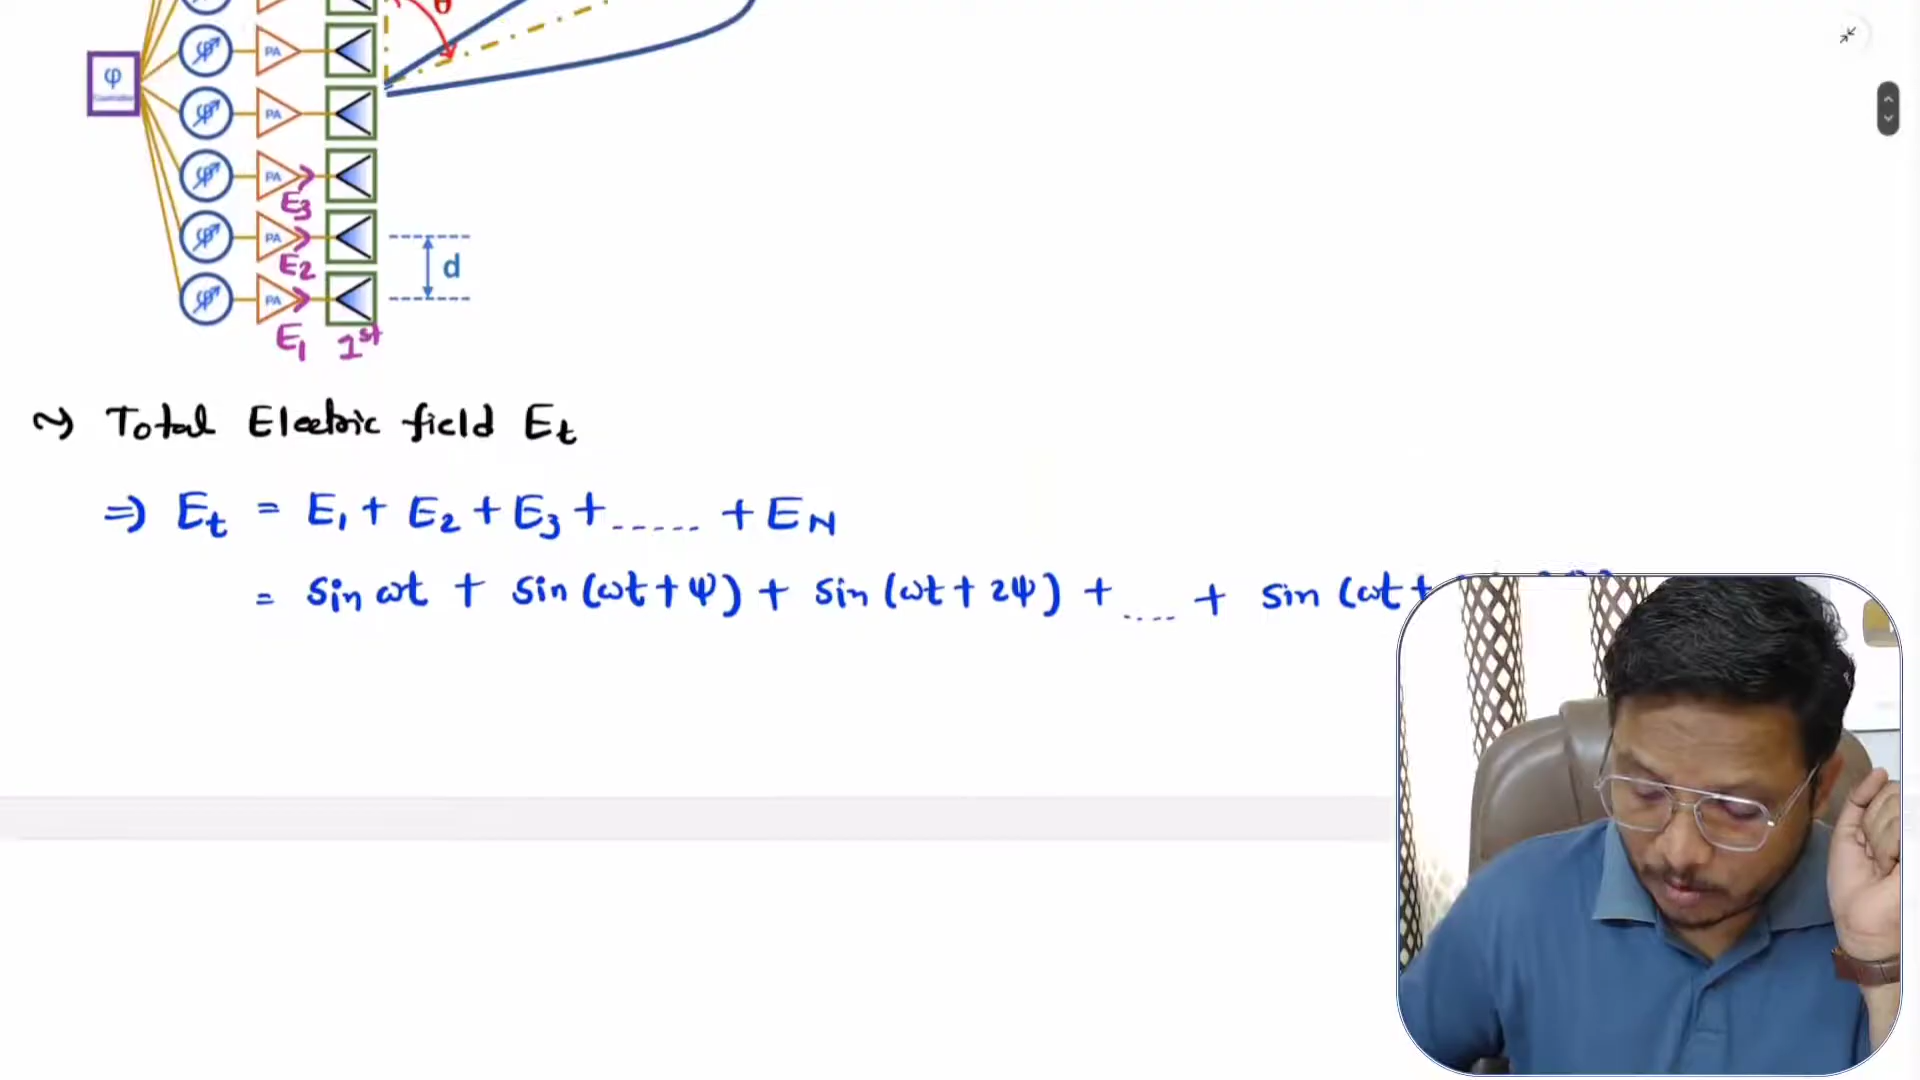 θ
PA
φ
PA
PA
E3
PA
E2
d
PA
E1 1st
~) Total Electric field Et
=) Et = E1 + E2 + E3 + ..... + EN
= sin ωt + sin (ωt + ψ) + sin (ωt + 2ψ) + .... + sin (ωt +